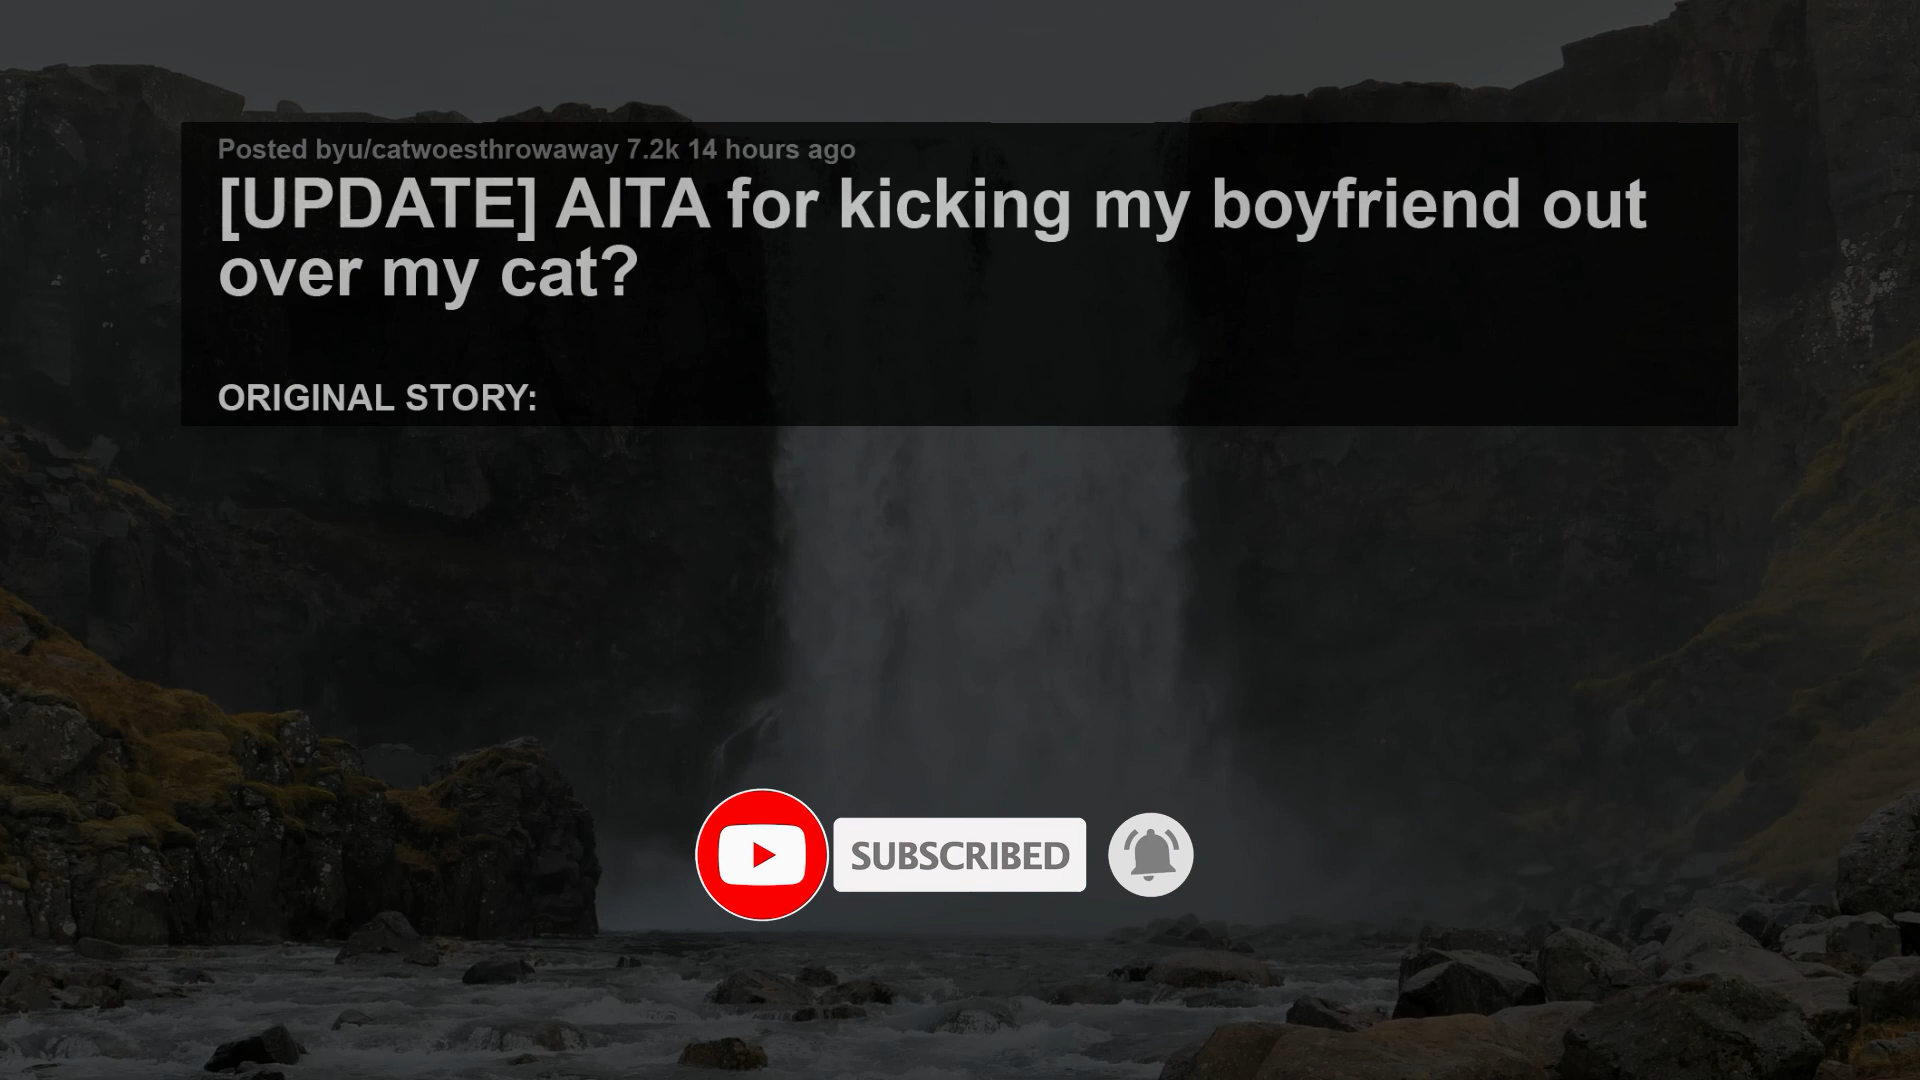 Posted byu/catwoesthrowaway 7.2k 14 hours ago
[UPDATE] AITA for kicking my boyfriend out
over my cat?
ORIGINAL STORY:
SUBSCRIBED